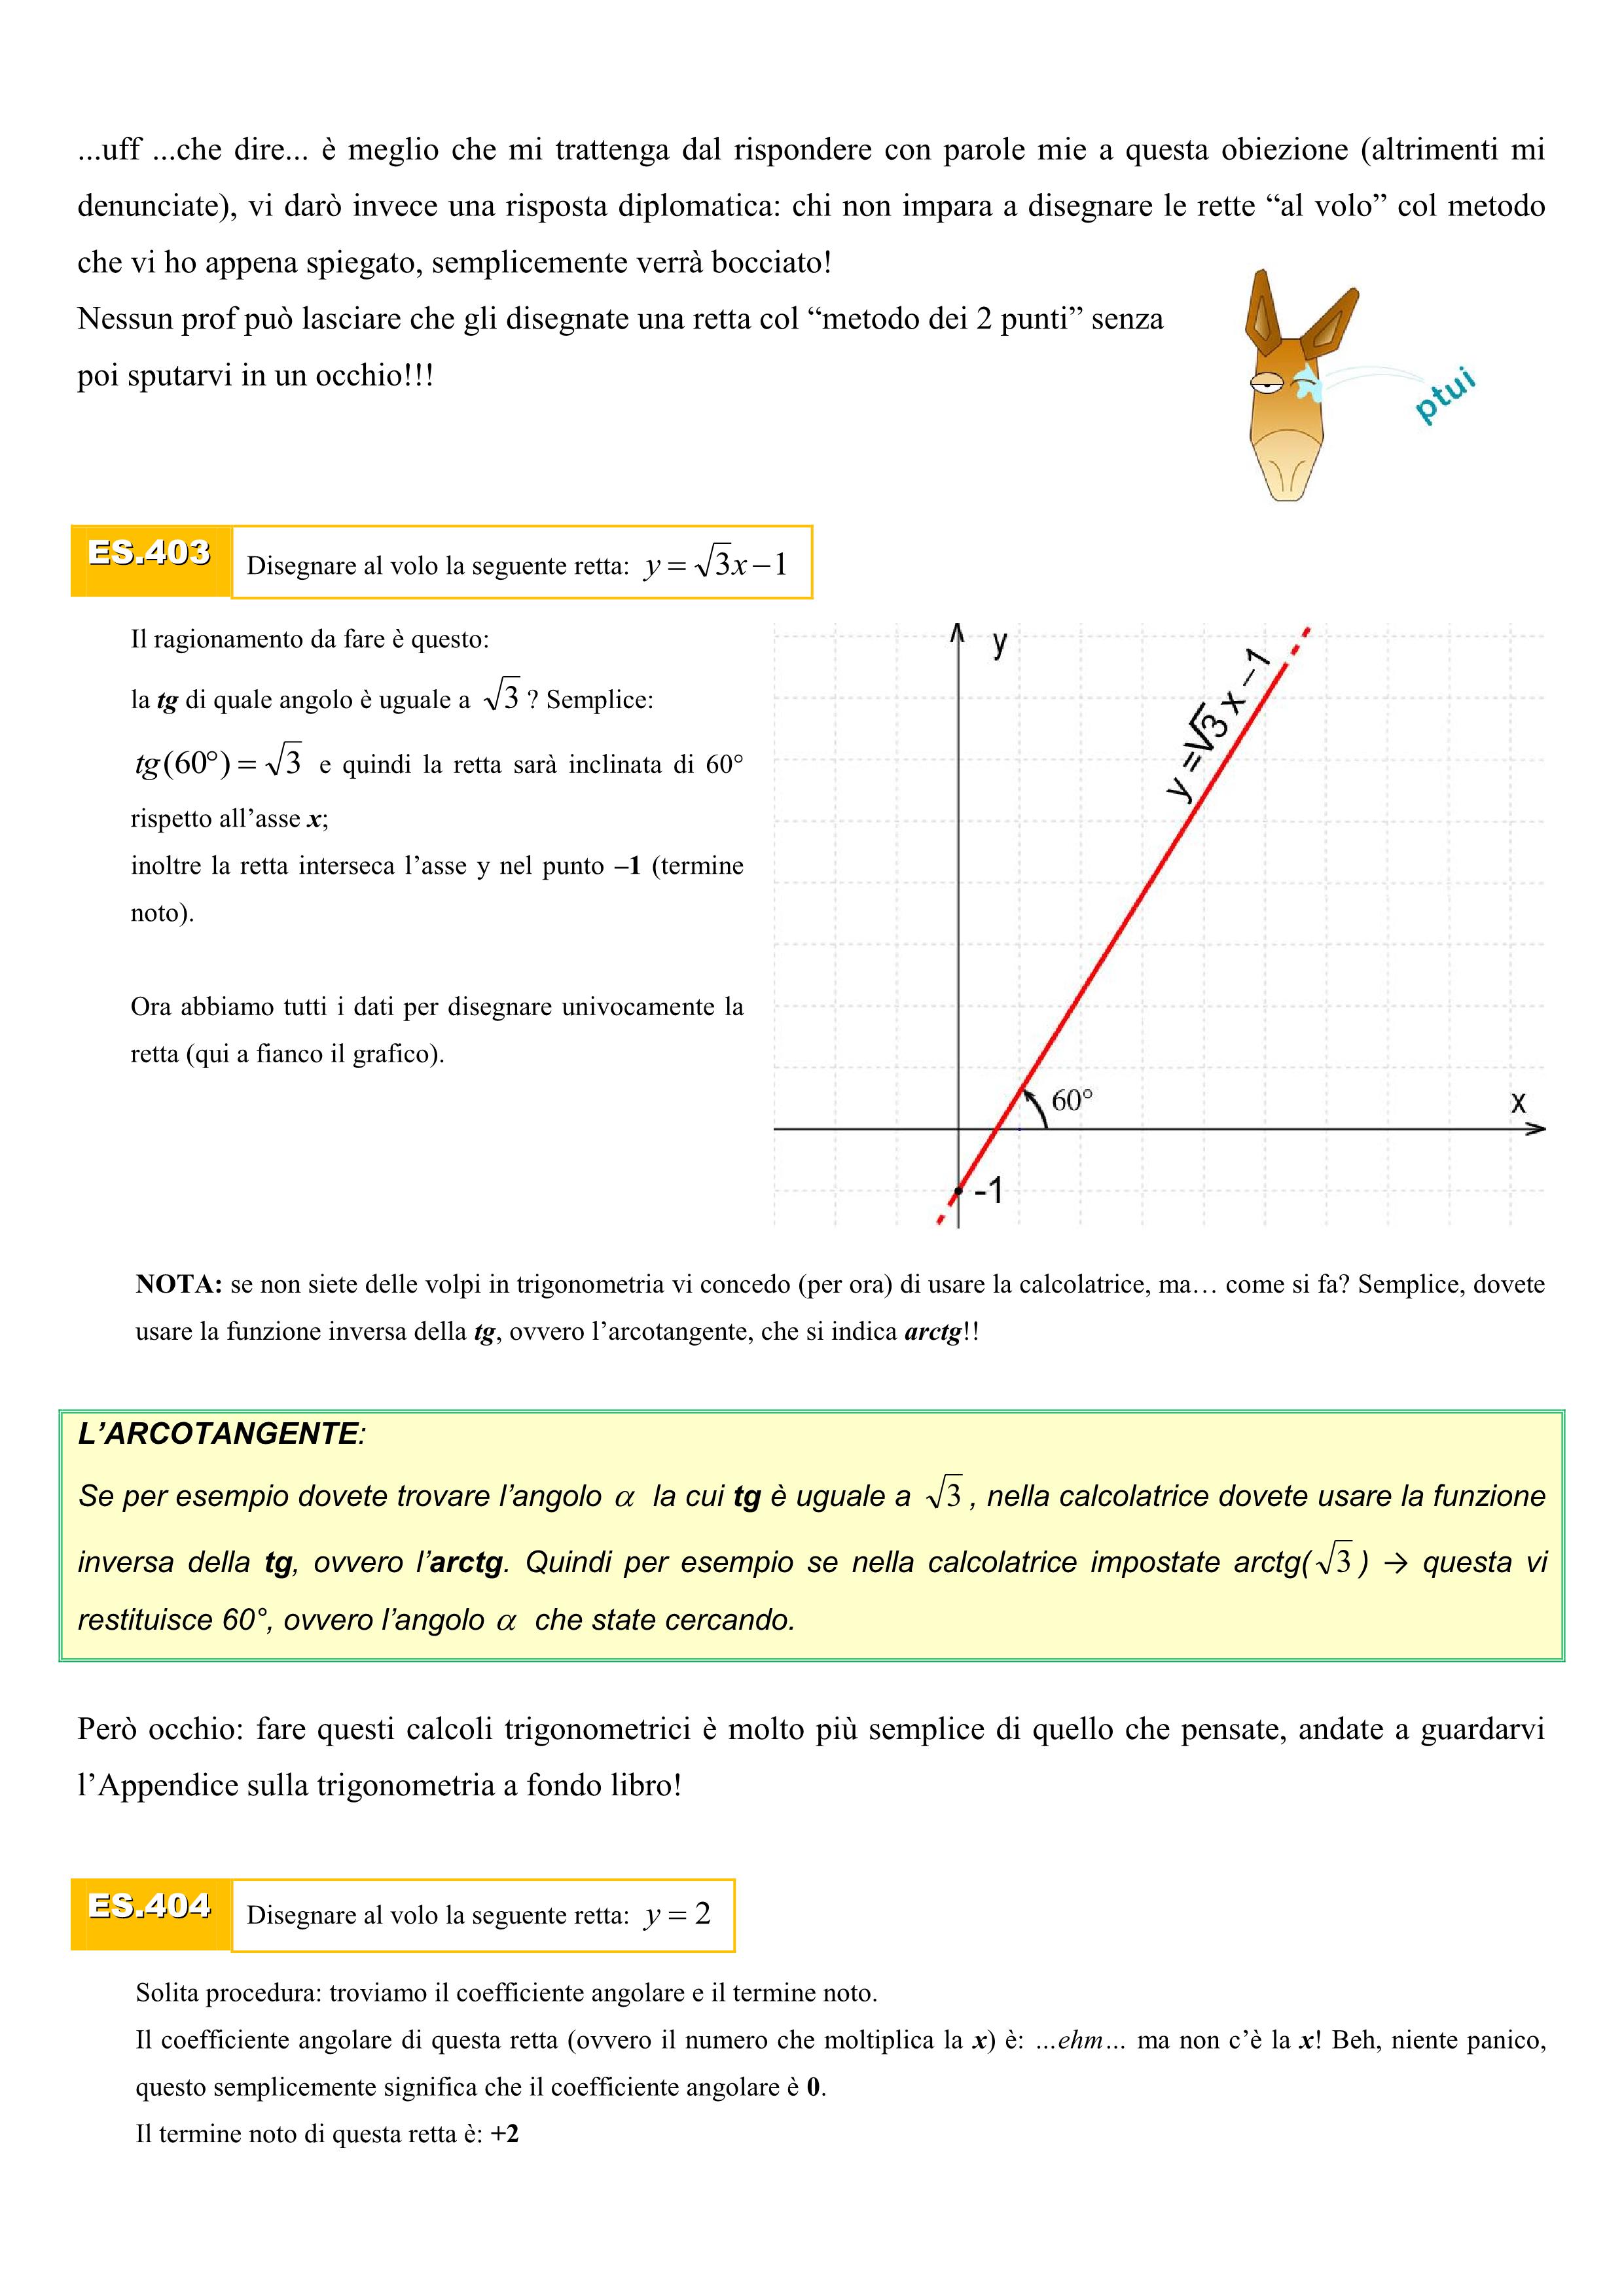 ...uff ...che dire... è meglio che mi trattenga dal rispondere con parole mie a questa obiezione (altrimenti mi
denunciate), vi darò invece una risposta diplomatica: chi non impara a disegnare le rette “al volo” col metodo
che vi ho appena spiegato, semplicemente verrà bocciato!
Nessun prof può lasciare che gli disegnate una retta col “metodo dei 2 punti” senza
poi sputarvi in un occhio!!!
ptui
ES.403 Disegnare al volo la seguente retta: y = √3x − 1
Il ragionamento da fare è questo:
la tg di quale angolo è uguale a √3 ? Semplice:
tg(60°) = √3 e quindi la retta sarà inclinata di 60°
rispetto all’asse x;
inoltre la retta interseca l’asse y nel punto –1 (termine
noto).
Ora abbiamo tutti i dati per disegnare univocamente la
retta (qui a fianco il grafico).
y
y =√3 x −1
60°
x
-1
NOTA: se non siete delle volpi in trigonometria vi concedo (per ora) di usare la calcolatrice, ma… come si fa? Semplice, dovete
usare la funzione inversa della tg, ovvero l’arcotangente, che si indica arctg!!
L’ARCOTANGENTE:
Se per esempio dovete trovare l’angolo α la cui tg è uguale a √3 , nella calcolatrice dovete usare la funzione
inversa della tg, ovvero l’arctg. Quindi per esempio se nella calcolatrice impostate arctg(√3 ) → questa vi
restituisce 60°, ovvero l’angolo α che state cercando.
Però occhio: fare questi calcoli trigonometrici è molto più semplice di quello che pensate, andate a guardarvi
l’Appendice sulla trigonometria a fondo libro!
ES.404 Disegnare al volo la seguente retta: y = 2
Solita procedura: troviamo il coefficiente angolare e il termine noto.
Il coefficiente angolare di questa retta (ovvero il numero che moltiplica la x) è: …ehm… ma non c’è la x! Beh, niente panico,
questo semplicemente significa che il coefficiente angolare è 0.
Il termine noto di questa retta è: +2